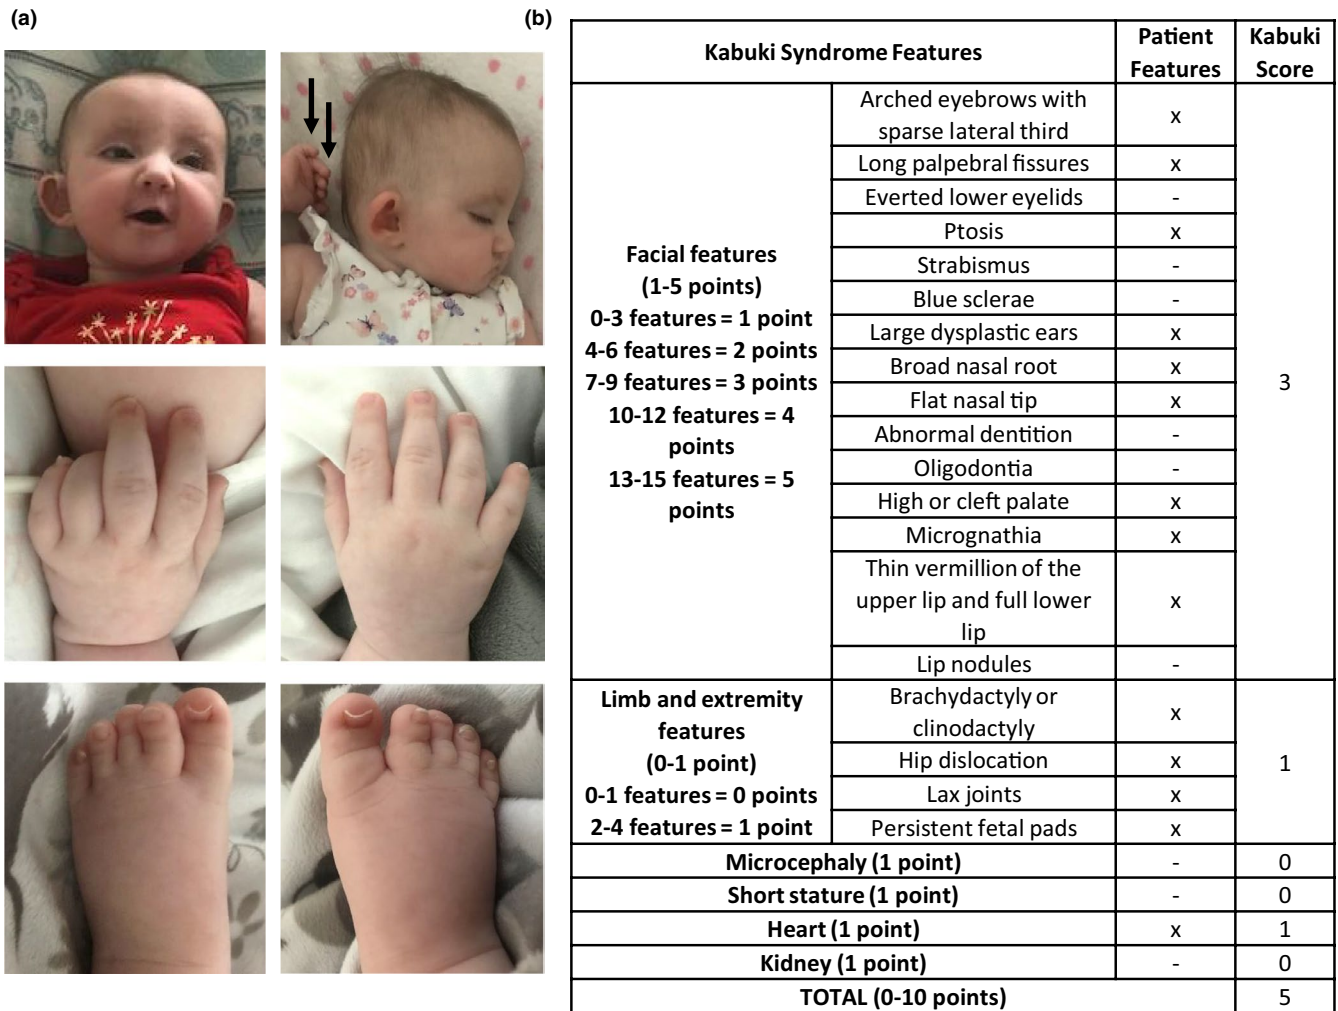 (a)
(b)
Kabuki Syndrome Features
Patient
Features
Kabuki
Score
Facial features
(1-5 points)
0-3 features = 1 point
4-6 features = 2 points
7-9 features = 3 points
10-12 features = 4
points
13-15 features = 5
points
Arched eyebrows with
sparse lateral third
x
Long palpebral fissures
x
Everted lower eyelids
-
Ptosis
x
Strabismus
-
Blue sclerae
-
Large dysplastic ears
x
Broad nasal root
x
Flat nasal tip
x
Abnormal dentition
-
Oligodontia
-
High or cleft palate
x
Micrognathia
x
Thin vermillion of the
upper lip and full lower
lip
x
Lip nodules
-
3
Limb and extremity
features
(0-1 point)
0-1 features = 0 points
2-4 features = 1 point
Brachydactyly or
clinodactyly
x
Hip dislocation
x
Lax joints
x
Persistent fetal pads
x
1
Microcephaly (1 point)
-
0
Short stature (1 point)
-
0
Heart (1 point)
x
1
Kidney (1 point)
-
0
TOTAL (0-10 points)
5